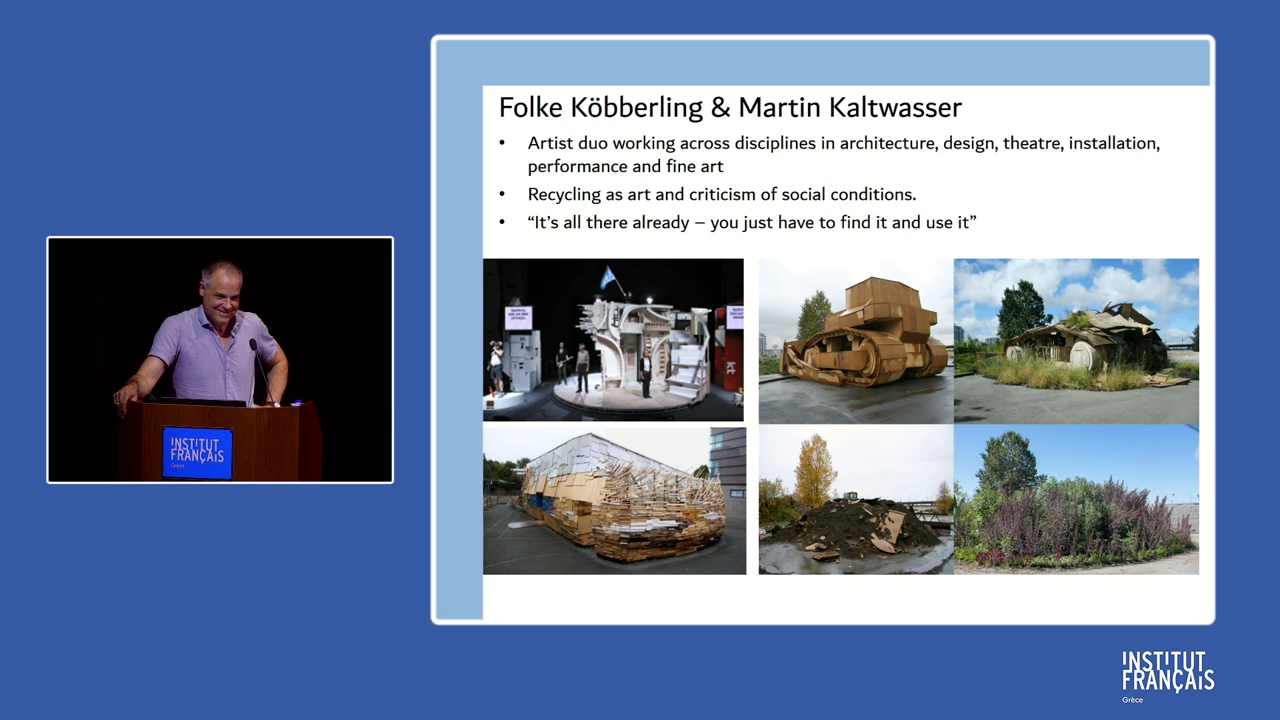 Folke Köbberling & Martin Kaltwasser
• Artist duo working across disciplines in architecture, design, theatre, installation,
performance and fine art
• Recycling as art and criticism of social conditions.
• “It’s all there already – you just have to find it and use it”
INSTITUT
FRANÇAIS
Grèce
INSTITUT
FRANÇAIS
Grèce